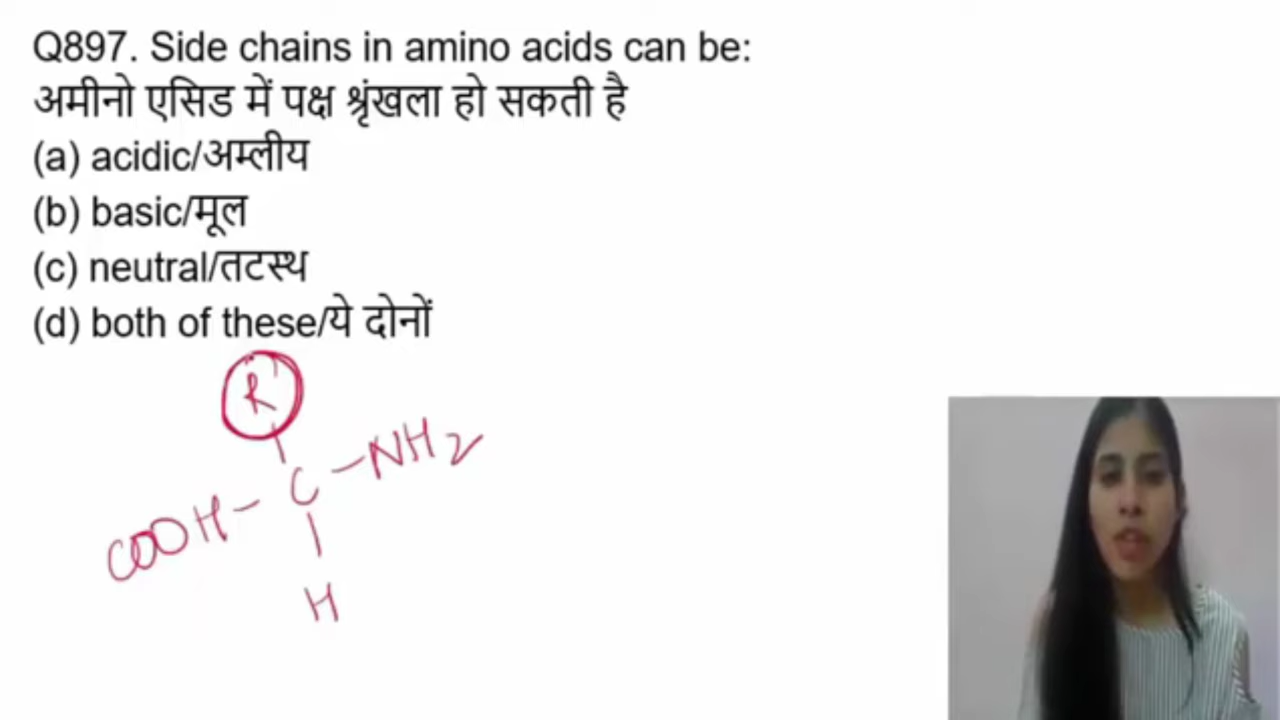 Q897. Side chains in amino acids can be:
अमीनो एसिड में पक्ष श्रृंखला हो सकती है
(a) acidic/अम्लीय
(b) basic/मूल
(c) neutral/तटस्थ
(d) both of these/ये दोनों
R
C -NH2
COOH-
H